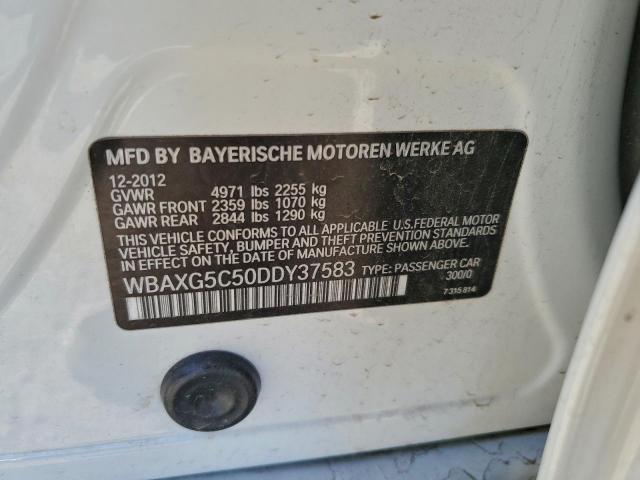 MFD BY BAYERISCHE MOTOREN WERKE AG
12-2012
GVWR 4971 lbs 2255 kg
GAWR FRONT 2359 lbs 1070 kg
GAWR REAR 2844 lbs 1290 kg
THIS VEHICLE CONFORMS TO ALL APPLICABLE U.S.FEDERAL MOTOR
VEHICLE SAFETY, BUMPER AND THEFT PREVENTION STANDARDS
IN EFFECT ON THE DATE OF MANUFACTURE SHOWN ABOVE.
WBAXG5C50DDY37583 TYPE: PASSENGER CAR
300/0
7315814